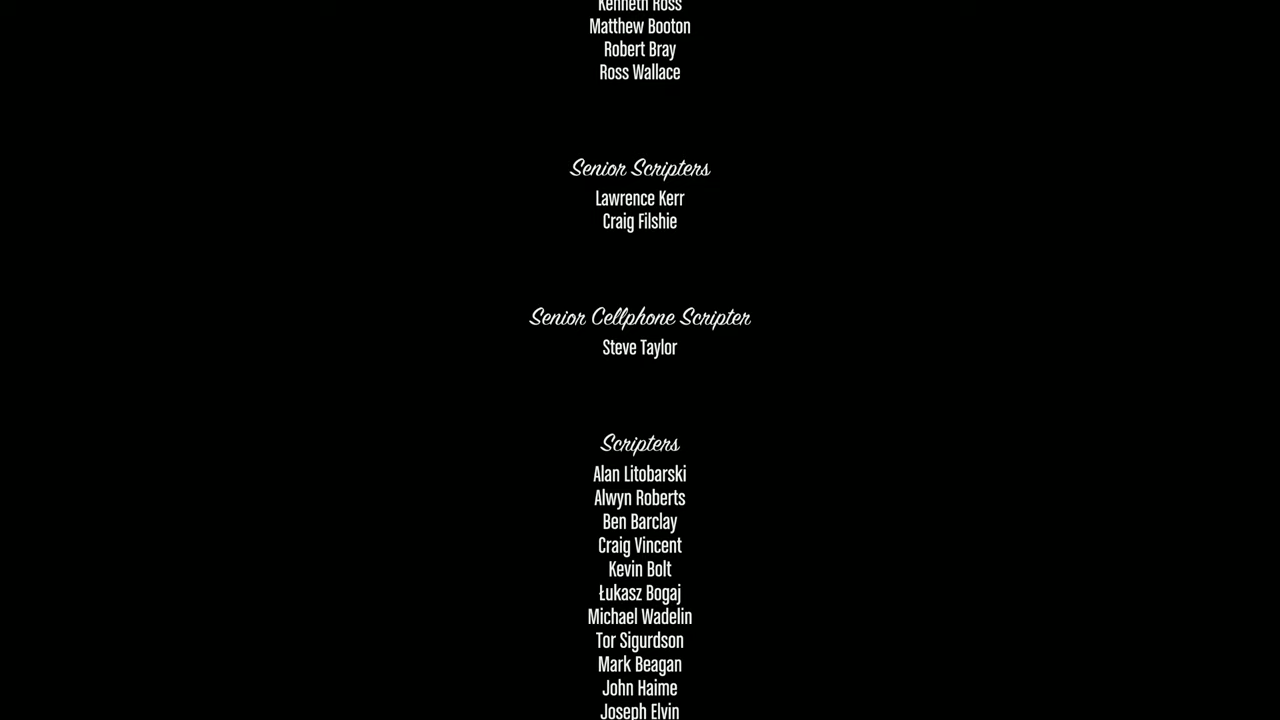 Kenneth Ross
Matthew Booton
Robert Bray
Ross Wallace
Senior Scripters
Lawrence Kerr
Craig Filshie
Senior Cellphone Scripter
Steve Taylor
Scripters
Alan Litobarski
Alwyn Roberts
Ben Barclay
Craig Vincent
Kevin Bolt
Łukasz Bogaj
Michael Wadelin
Tor Sigurdson
Mark Beagan
John Haime
Joseph Elvin